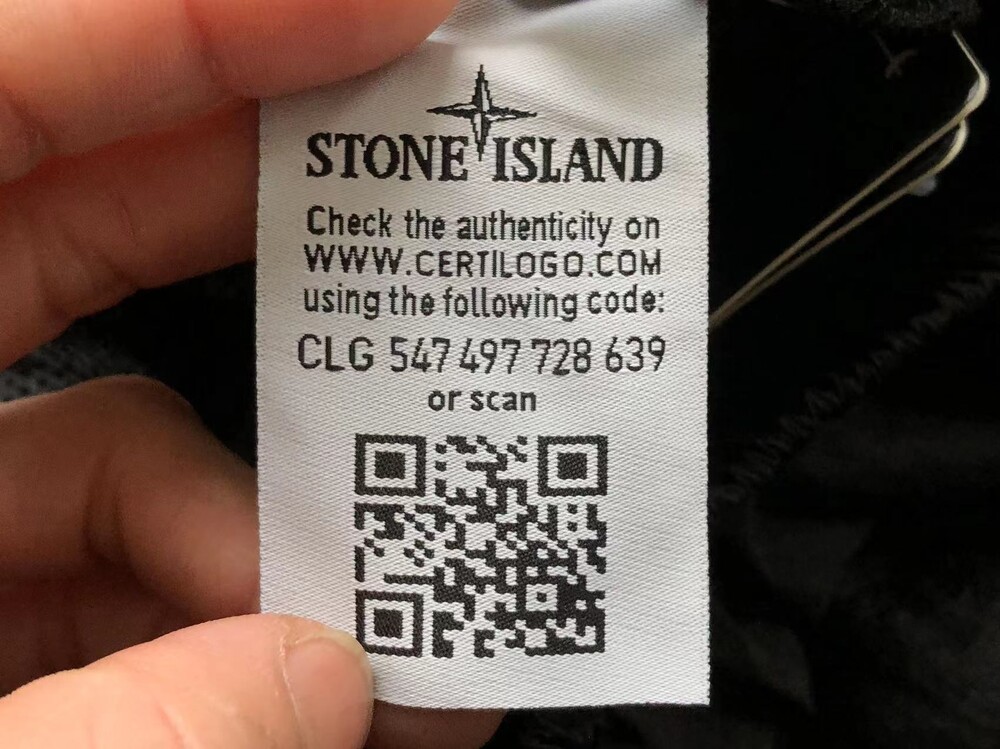 STONE ISLAND
Check the authenticity on
WWW.CERTILOGO.COM
using the following code:
CLG 547 497 728 639
or scan